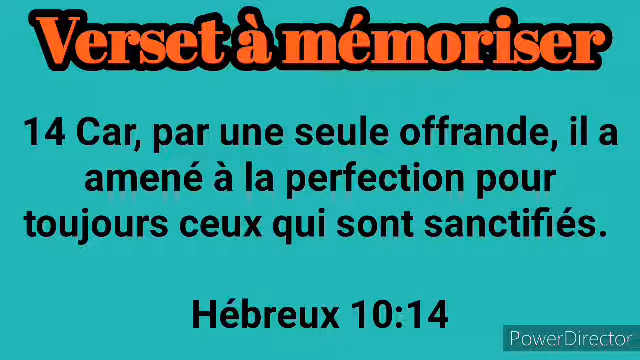 Verset à mémoriser
14 Car, par une seule offrande, il a
amené à la perfection pour
toujours ceux qui sont sanctifiés.
Hébreux 10:14
PowerDirector